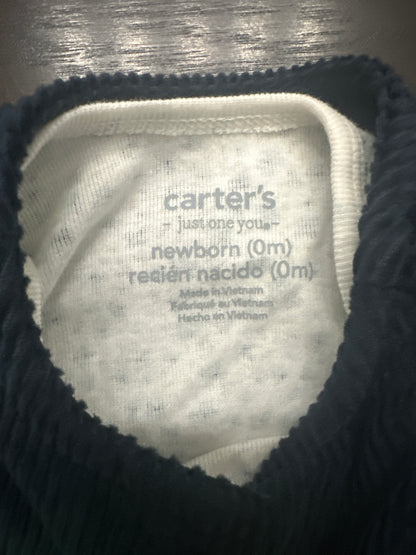 carter's
- just one you® -
newborn (0m)
recién nacido (0m)
Made in Vietnam
Fabriqué au Vietnam
Hecho en Vietnam